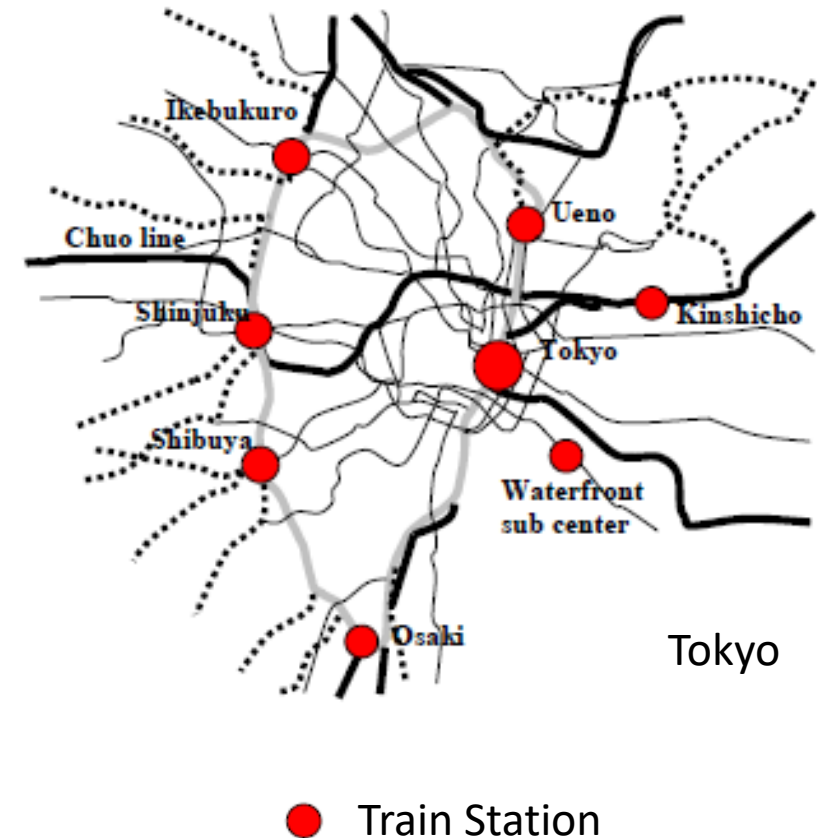 Ikebukuro
Ueno
Chuo line
Shinjuku
Kinshicho
Tokyo
Shibuya
Waterfront
sub center
Osaki
Tokyo
Train Station